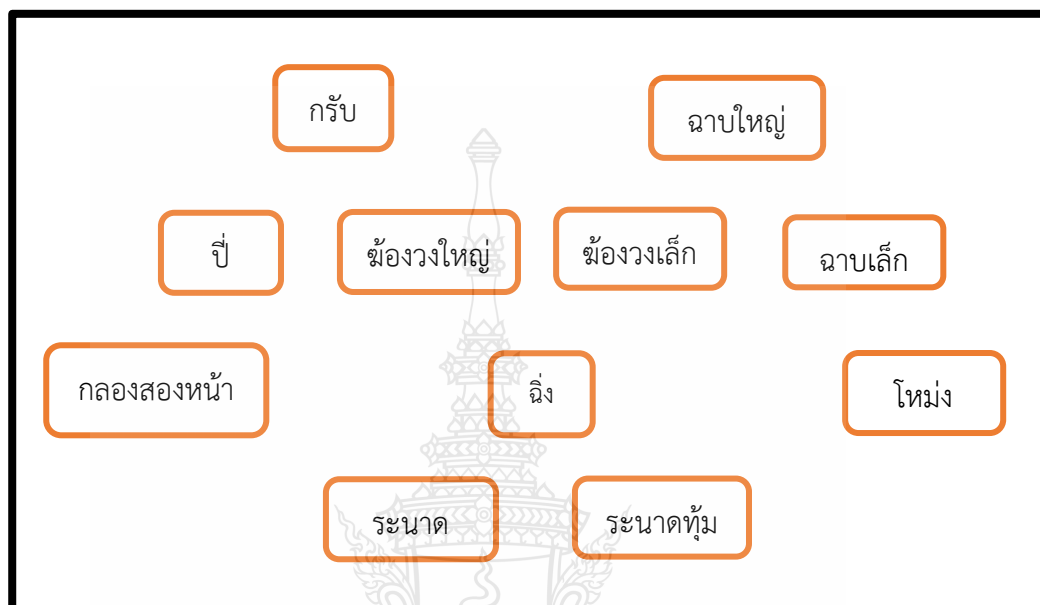 กรับ
ฉาบใหญ่
ปี่
ฆ้องวงใหญ่
ฆ้องวงเล็ก
ฉาบเล็ก
กลองสองหน้า
ฉิ่ง
โหม่ง
ระนาด
ระนาดทุ้ม